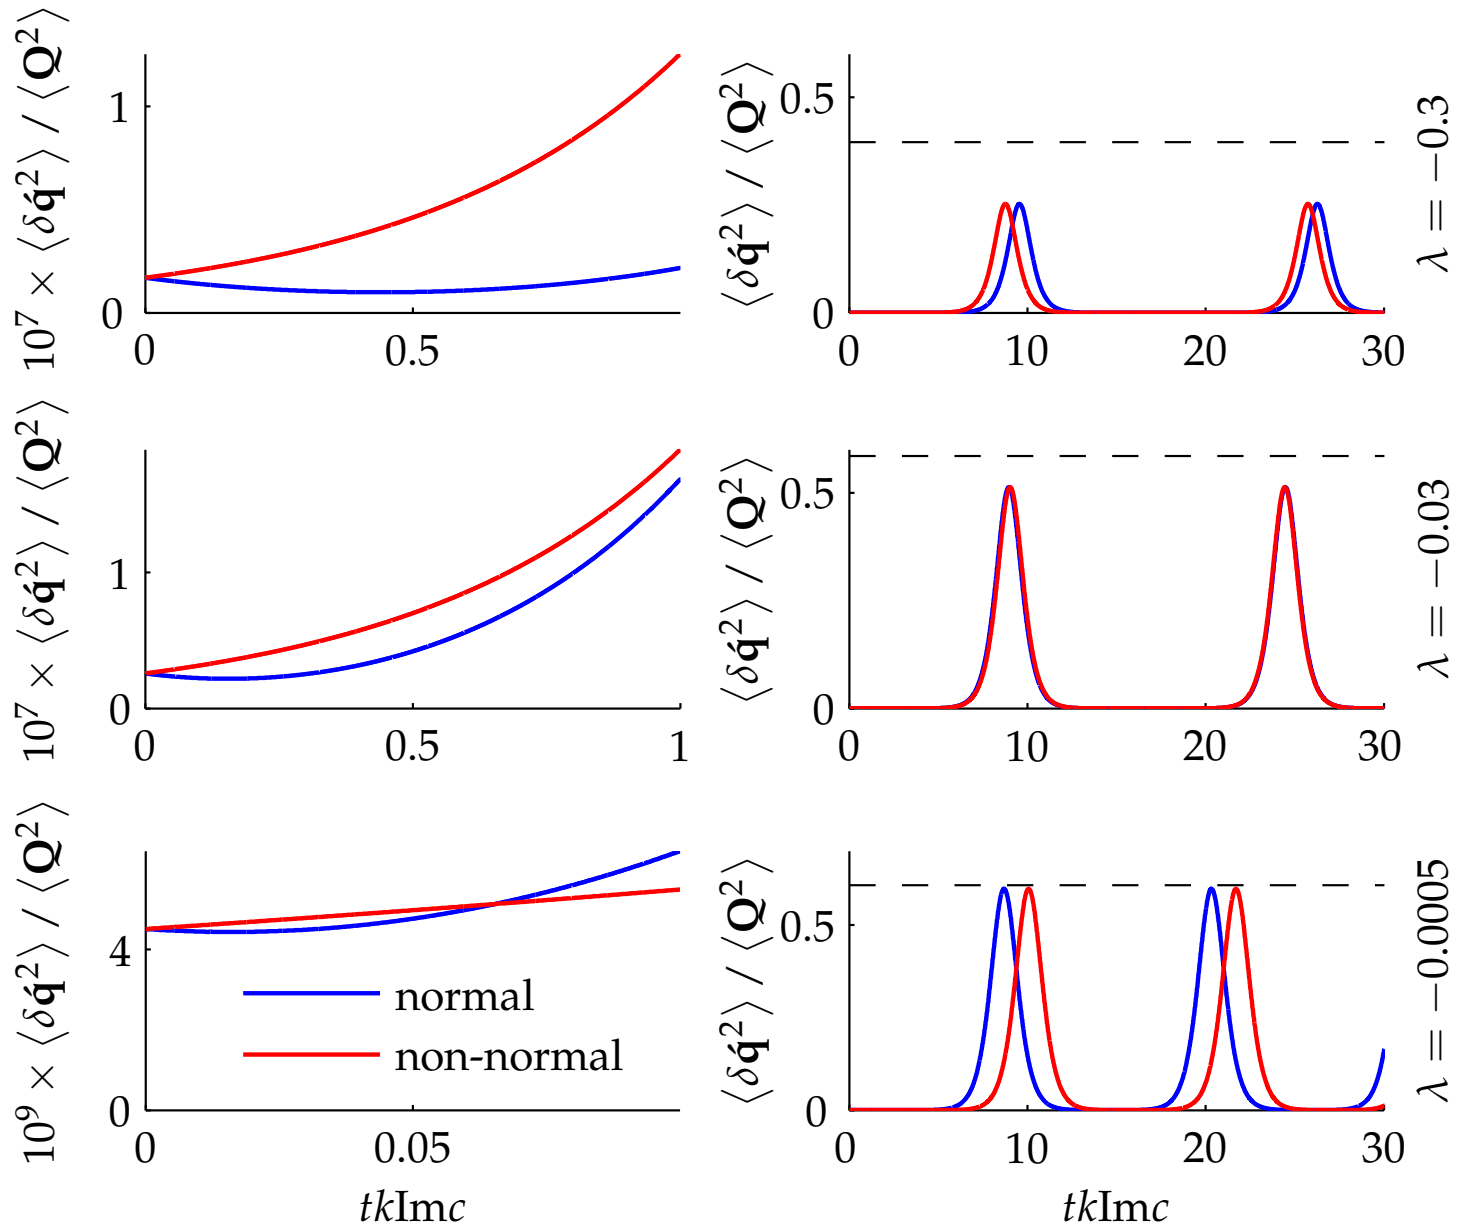 10⁷ × ⟨δq́²⟩ / ⟨Q²⟩
1
0
0
0.5
⟨δq́²⟩ / ⟨Q²⟩
0.5
0
0
10
20
30
λ = −0.3
10⁷ × ⟨δq́²⟩ / ⟨Q²⟩
1
0
0
0.5
1
⟨δq́²⟩ / ⟨Q²⟩
0.5
0
0
10
20
30
λ = −0.03
10⁹ × ⟨δq́²⟩ / ⟨Q²⟩
4
0
normal
non-normal
0
0.05
tkImc
⟨δq́²⟩ / ⟨Q²⟩
0.5
0
0
10
20
30
tkImc
λ = −0.0005